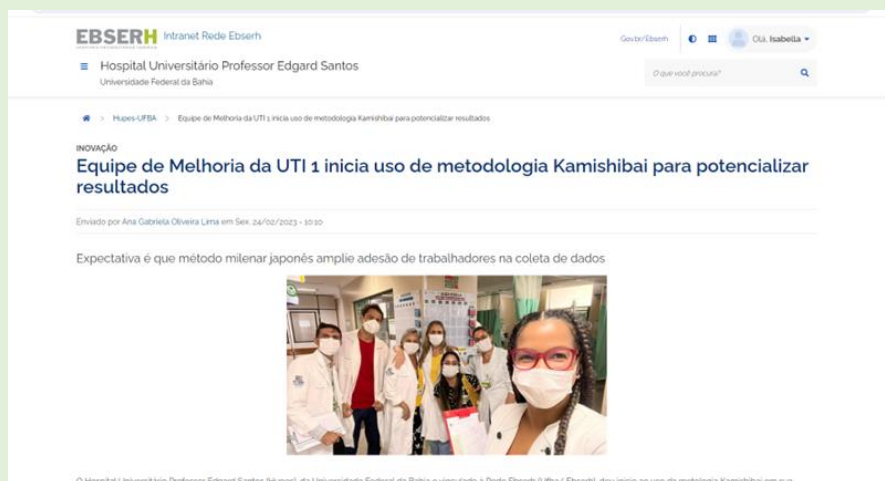 EBSERH Intranet Rede Ebserh
Gov.br/Ebserh
Olá, Isabella
Hospital Universitário Professor Edgard Santos
Universidade Federal da Bahia
O que você procura?
Hupes-UFBA > Equipe de Melhoria da UTI 1 inicia uso de metodologia Kamishibai para potencializar resultados
INOVAÇÃO
Equipe de Melhoria da UTI 1 inicia uso de metodologia Kamishibai para potencializar
resultados
Enviado por Ana Gabriela Oliveira Lima em Sex, 24/02/2023 - 10:10
Expectativa é que método milenar japonês amplie adesão de trabalhadores na coleta de dados